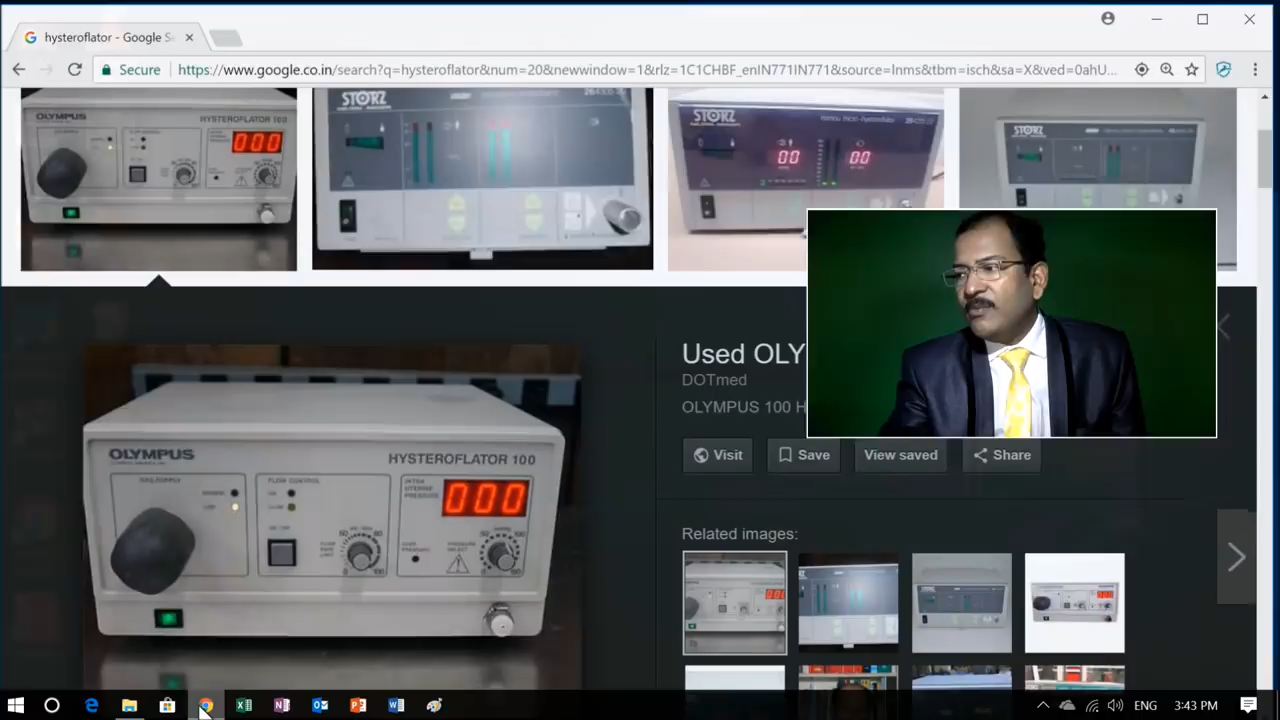 hysteroflator - Google Se
Secure
https://www.google.co.in/search?q=hysteroflator&num=20&newwindow=1&rlz=1C1CHBF_enIN771IN771&source=lnms&tbm=isch&sa=X&ved=0ahU...
OLYMPUS
HYSTEROFLATOR 100
000
STORZ
STORZ
00
00
STORZ
OLYMPUS
HYSTEROFLATOR 100
GAS SUPPLY
FLOW CONTROL
INTRA
UTERINE
PRESSURE
000
Used OLY
DOTmed
OLYMPUS 100 H
Visit
Save
View saved
Share
Related images:
ENG
3:43 PM